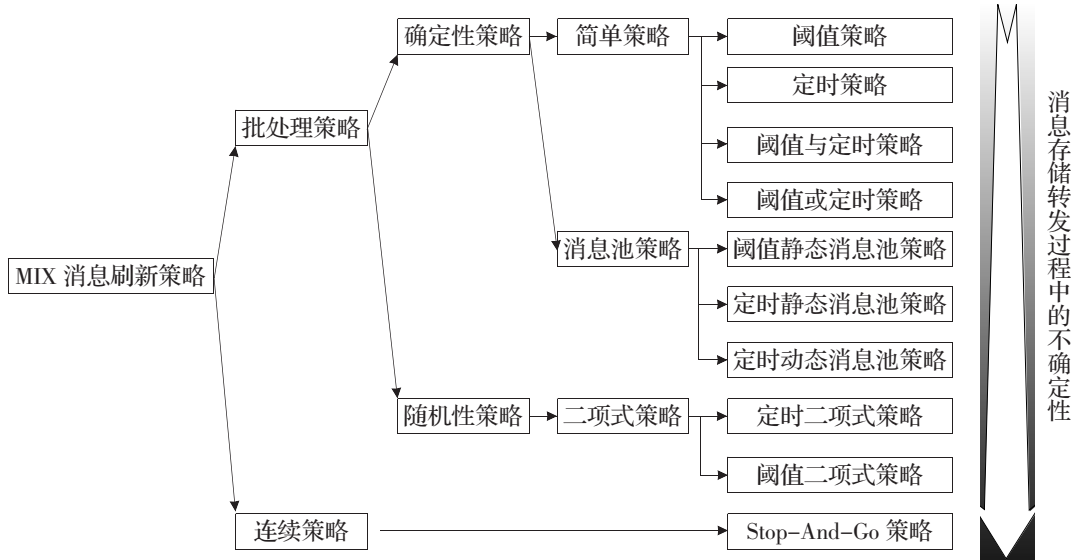 MIX 消息刷新策略
批处理策略
连续策略
确定性策略
随机性策略
简单策略
消息池策略
二项式策略
阈值策略
定时策略
阈值与定时策略
阈值或定时策略
阈值静态消息池策略
定时静态消息池策略
定时动态消息池策略
定时二项式策略
阈值二项式策略
Stop-And-Go 策略
消息存储转发过程中的不确定性